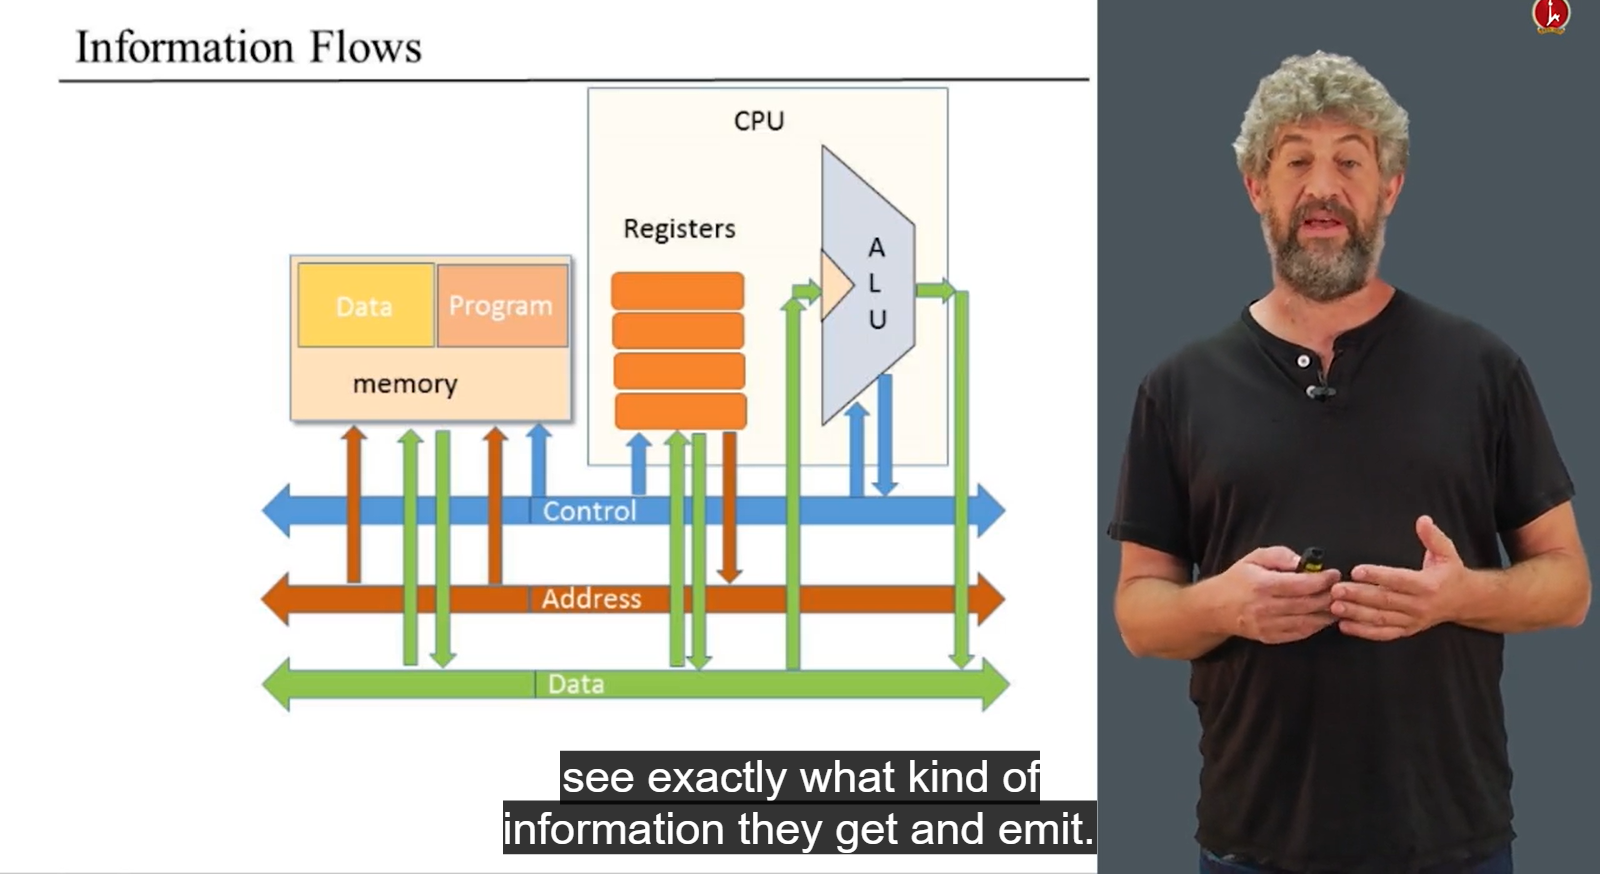 Information Flows
CPU
Registers
A
L
U
Data
Program
memory
Control
Address
Data
see exactly what kind of
information they get and emit.